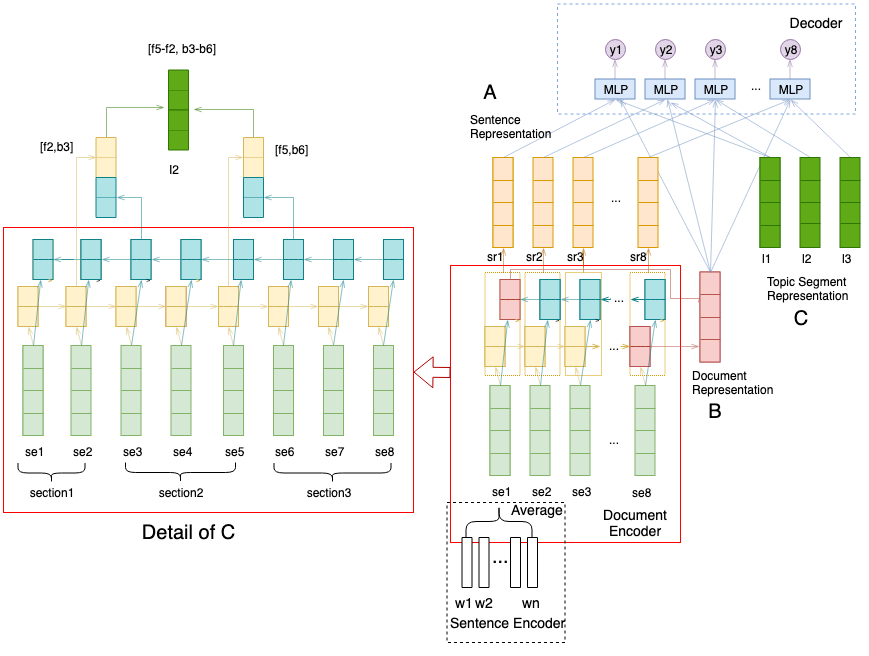 [f5-f2, b3-b6]
[f2,b3]
[f5,b6]
l2
se1 se2 se3 se4 se5 se6 se7 se8
section1 section2 section3
Detail of C
Decoder
y1 y2 y3 y8
MLP MLP MLP ... MLP
A
Sentence
Representation
...
sr1 sr2 sr3 sr8
l1 l2 l3
Topic Segment
Representation
C
...
...
Document
Representation
B
...
se1 se2 se3 se8
Average
Document
Encoder
...
w1 w2 wn
Sentence Encoder